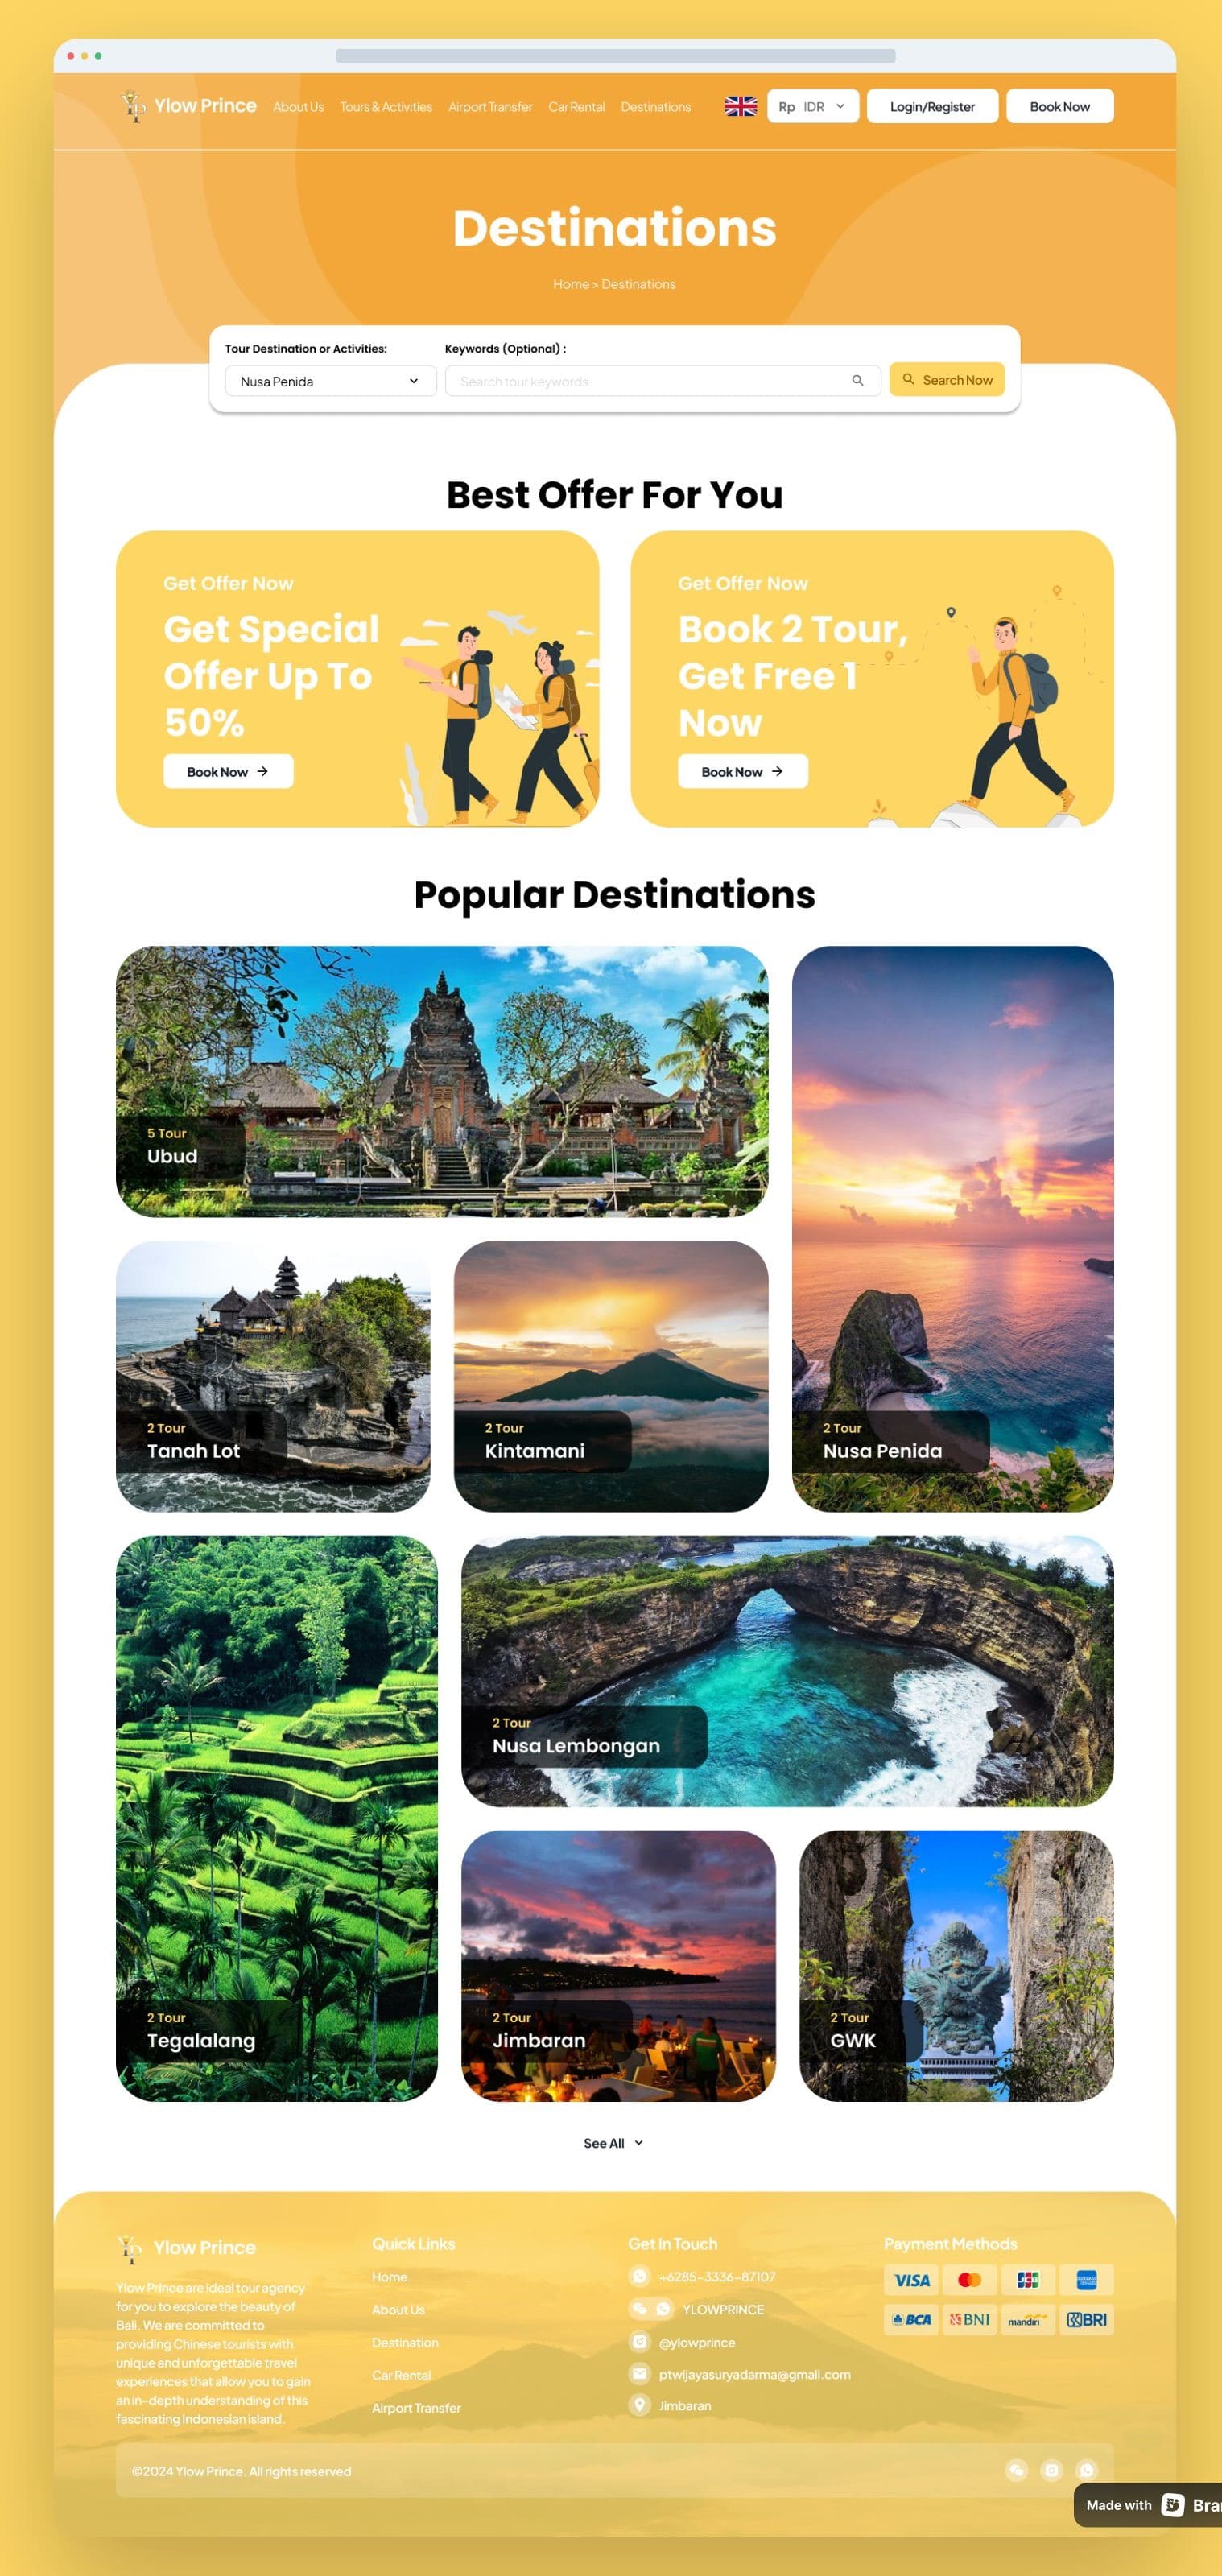 Ylow Prince
About Us
Tours & Activities
Airport Transfer
Car Rental
Destinations
Rp IDR
Login/Register
Book Now
Destinations
Home > Destinations
Tour Destination or Activities:
Keywords (Optional) :
Nusa Penida
Search tour keywords
Search Now
Best Offer For You
Get Offer Now
Get Special
Offer Up To
50%
Book Now
Get Offer Now
Book 2 Tour,
Get Free 1
Now
Book Now
Popular Destinations
5 Tour
Ubud
2 Tour
Tanah Lot
2 Tour
Kintamani
2 Tour
Nusa Penida
2 Tour
Tegalalang
2 Tour
Nusa Lembongan
2 Tour
Jimbaran
2 Tour
GWK
See All
Ylow Prince
Ylow Prince are ideal tour agency
for you to explore the beauty of
Bali. We are committed to
providing Chinese tourists with
unique and unforgettable travel
experiences that allow you to gain
an in-depth understanding of this
fascinating Indonesian island.
Quick Links
Home
About Us
Destination
Car Rental
Airport Transfer
Get In Touch
+6285-3336-87107
YLOWPRINCE
@ylowprince
ptwijayasuryadarma@gmail.com
Jimbaran
Payment Methods
VISA
JCB
BCA
BNI
mandiri
BRI
©2024 Ylow Prince. All rights reserved
Made with